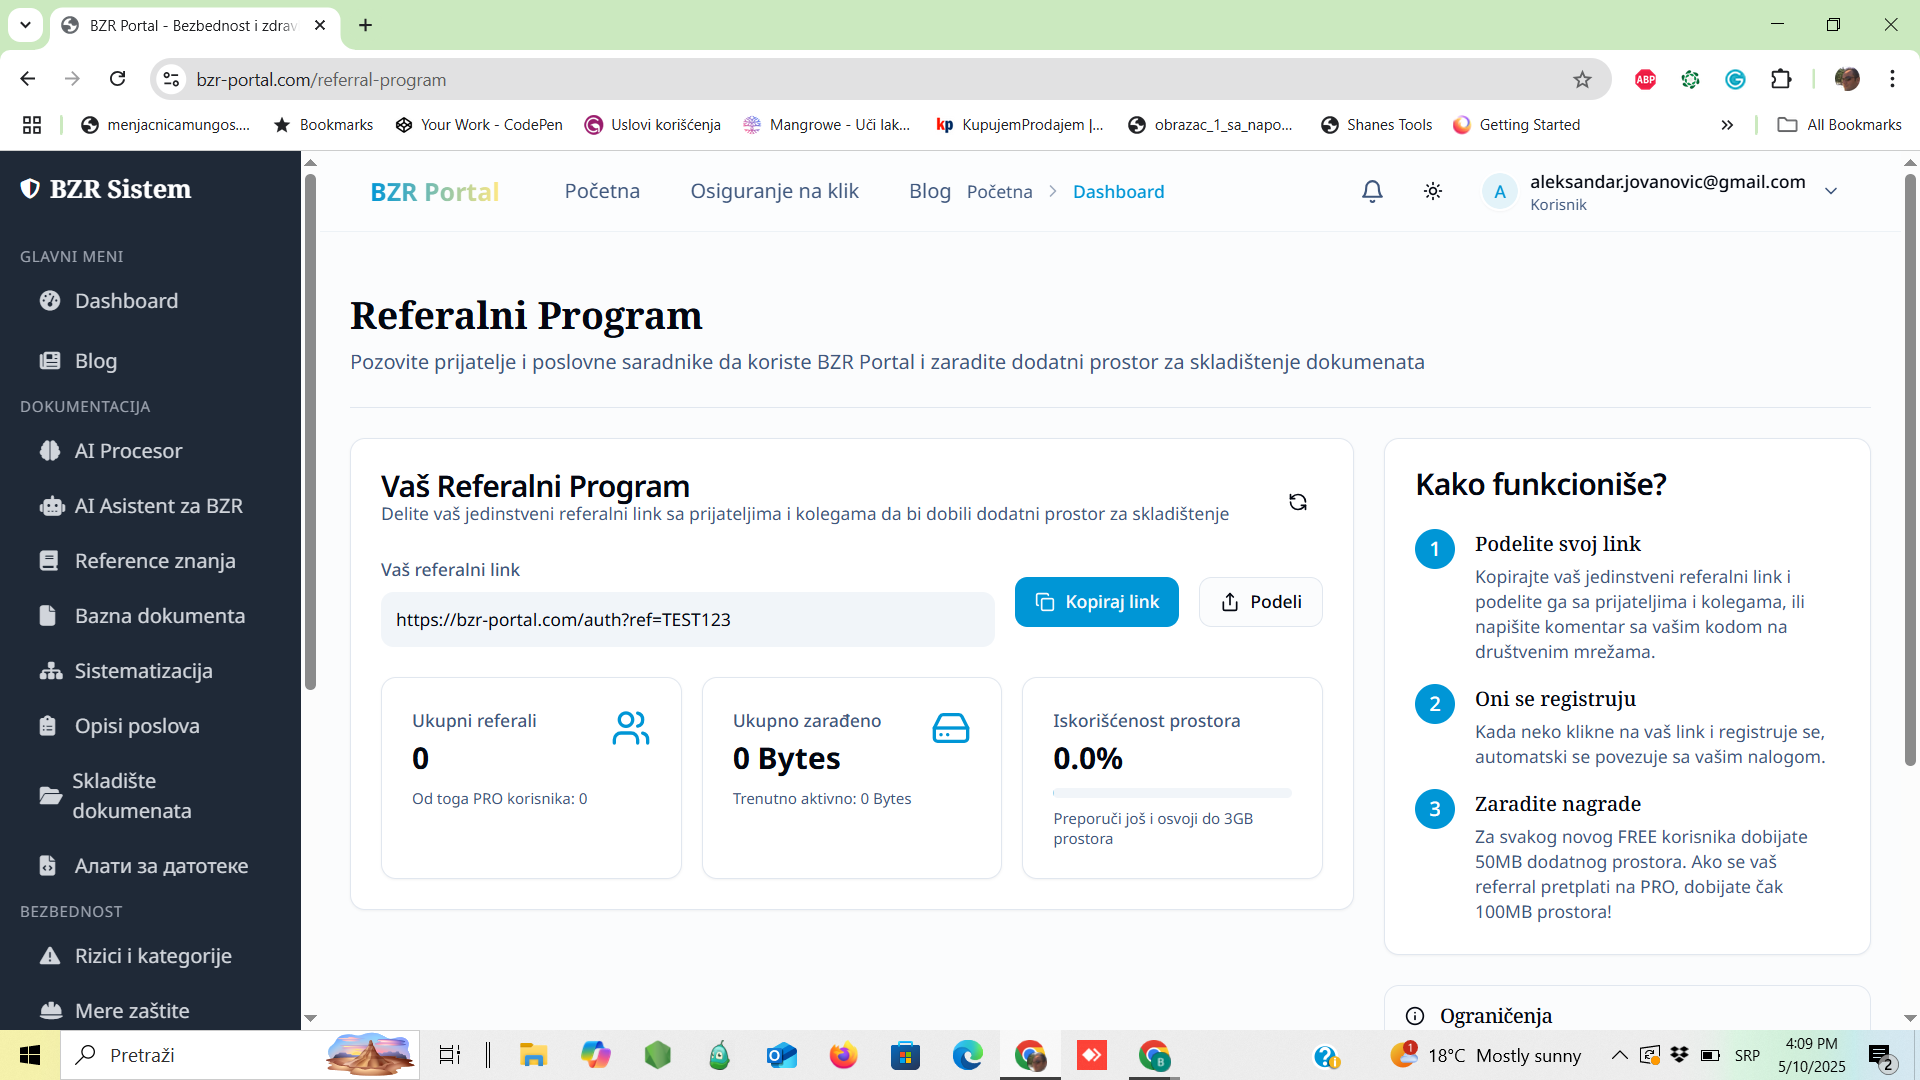 BZR Portal - Bezbednost i zdrav
bzr-portal.com/referral-program
ABP
menjacnicamungos....
Bookmarks
Your Work - CodePen
Uslovi korišćenja
Mangrowe - Uči lak...
kp
KupujemProdajem |...
obrazac_1_sa_napo...
Shanes Tools
Getting Started
All Bookmarks
BZR Sistem
GLAVNI MENI
Dashboard
Blog
DOKUMENTACIJA
AI Procesor
AI Asistent za BZR
Reference znanja
Bazna dokumenta
Sistematizacija
Opisi poslova
Skladište
dokumenata
Алати за датотеке
BEZBEDNOST
Rizici i kategorije
Mere zaštite
BZR Portal
Početna
Osiguranje na klik
Blog
Početna
Dashboard
A
aleksandar.jovanovic@gmail.com
Korisnik
Referalni Program
Pozovite prijatelje i poslovne saradnike da koriste BZR Portal i zaradite dodatni prostor za skladištenje dokumenata
Vaš Referalni Program
Delite vaš jedinstveni referalni link sa prijateljima i kolegama da bi dobili dodatni prostor za skladištenje
Vaš referalni link
https://bzr-portal.com/auth?ref=TEST123
Kopiraj link
Podeli
Ukupni referali
0
Od toga PRO korisnika: 0
Ukupno zarađeno
0 Bytes
Trenutno aktivno: 0 Bytes
Iskorišćenost prostora
0.0%
Preporuči još i osvoji do 3GB
prostora
Kako funkcioniše?
1
Podelite svoj link
Kopirajte vaš jedinstveni referalni link i
podelite ga sa prijateljima i kolegama, ili
napišite komentar sa vašim kodom na
društvenim mrežama.
2
Oni se registruju
Kada neko klikne na vaš link i registruje se,
automatski se povezuje sa vašim nalogom.
3
Zaradite nagrade
Za svakog novog FREE korisnika dobijate
50MB dodatnog prostora. Ako se vaš
referral pretplati na PRO, dobijate čak
100MB prostora!
Ograničenja
Pretraži
B
1
18°C Mostly sunny
SRP
4:09 PM
5/10/2025
2